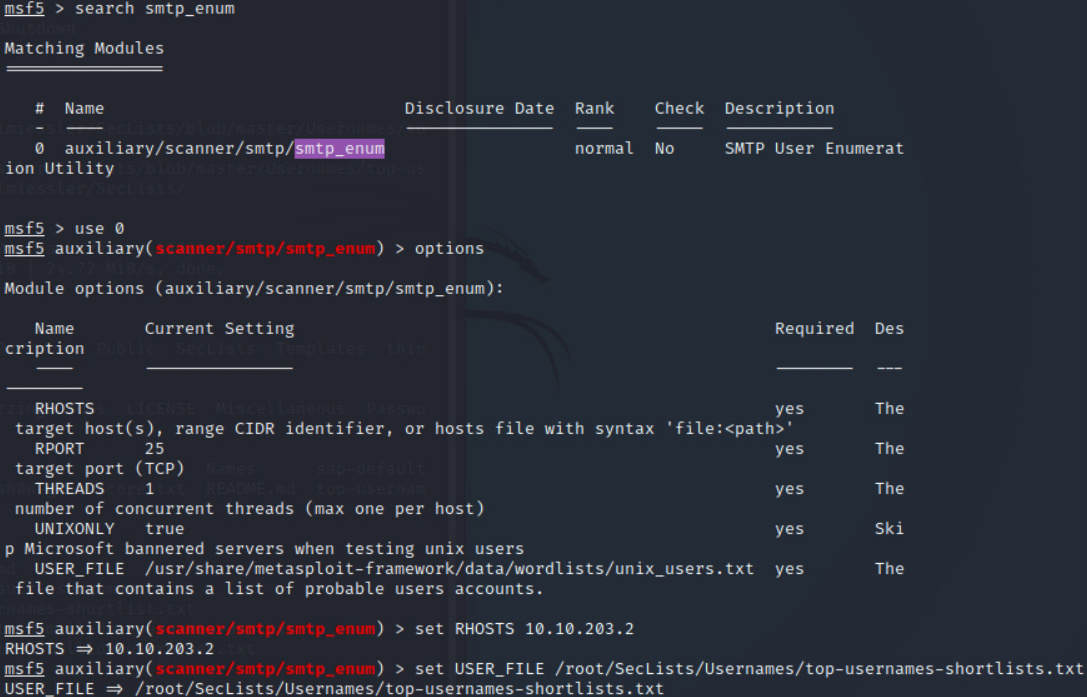 msf5 > search smtp_enum
Matching Modules
# Name Disclosure Date Rank Check Description
- ---- --------------- ---- ----- -----------
0 auxiliary/scanner/smtp/smtp_enum normal No SMTP User Enumerat
ion Utility
msf5 > use 0
msf5 auxiliary(scanner/smtp/smtp_enum) > options
Module options (auxiliary/scanner/smtp/smtp_enum):
Name Current Setting Required Des
cription
RHOSTS yes The
target host(s), range CIDR identifier, or hosts file with syntax 'file:<path>'
RPORT 25 yes The
target port (TCP)
THREADS 1 yes The
number of concurrent threads (max one per host)
UNIXONLY true yes Ski
p Microsoft bannered servers when testing unix users
USER_FILE /usr/share/metasploit-framework/data/wordlists/unix_users.txt yes The
file that contains a list of probable users accounts.
msf5 auxiliary(scanner/smtp/smtp_enum) > set RHOSTS 10.10.203.2
RHOSTS ⇒ 10.10.203.2
msf5 auxiliary(scanner/smtp/smtp_enum) > set USER_FILE /root/SecLists/Usernames/top-usernames-shortlists.txt
USER_FILE ⇒ /root/SecLists/Usernames/top-usernames-shortlists.txt